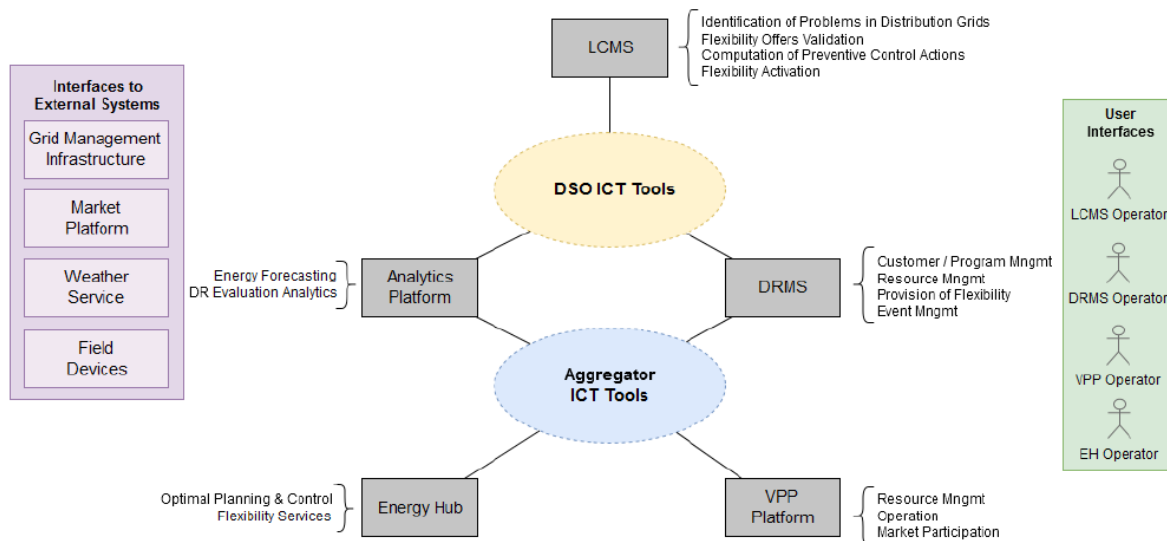 LCMS
Identification of Problems in Distribution Grids
Flexibility Offers Validation
Computation of Preventive Control Actions
Flexibility Activation
Interfaces to
External Systems
Grid Management
Infrastructure
Market
Platform
Weather
Service
Field
Devices
DSO ICT Tools
Energy Forecasting
DR Evaluation Analytics
Analytics
Platform
DRMS
Customer / Program Mngmt
Resource Mngmt
Provision of Flexibility
Event Mngmt
Aggregator
ICT Tools
Optimal Planning & Control
Flexibility Services
Energy Hub
VPP
Platform
Resource Mngmt
Operation
Market Participation
User
Interfaces
LCMS Operator
DRMS Operator
VPP Operator
EH Operator